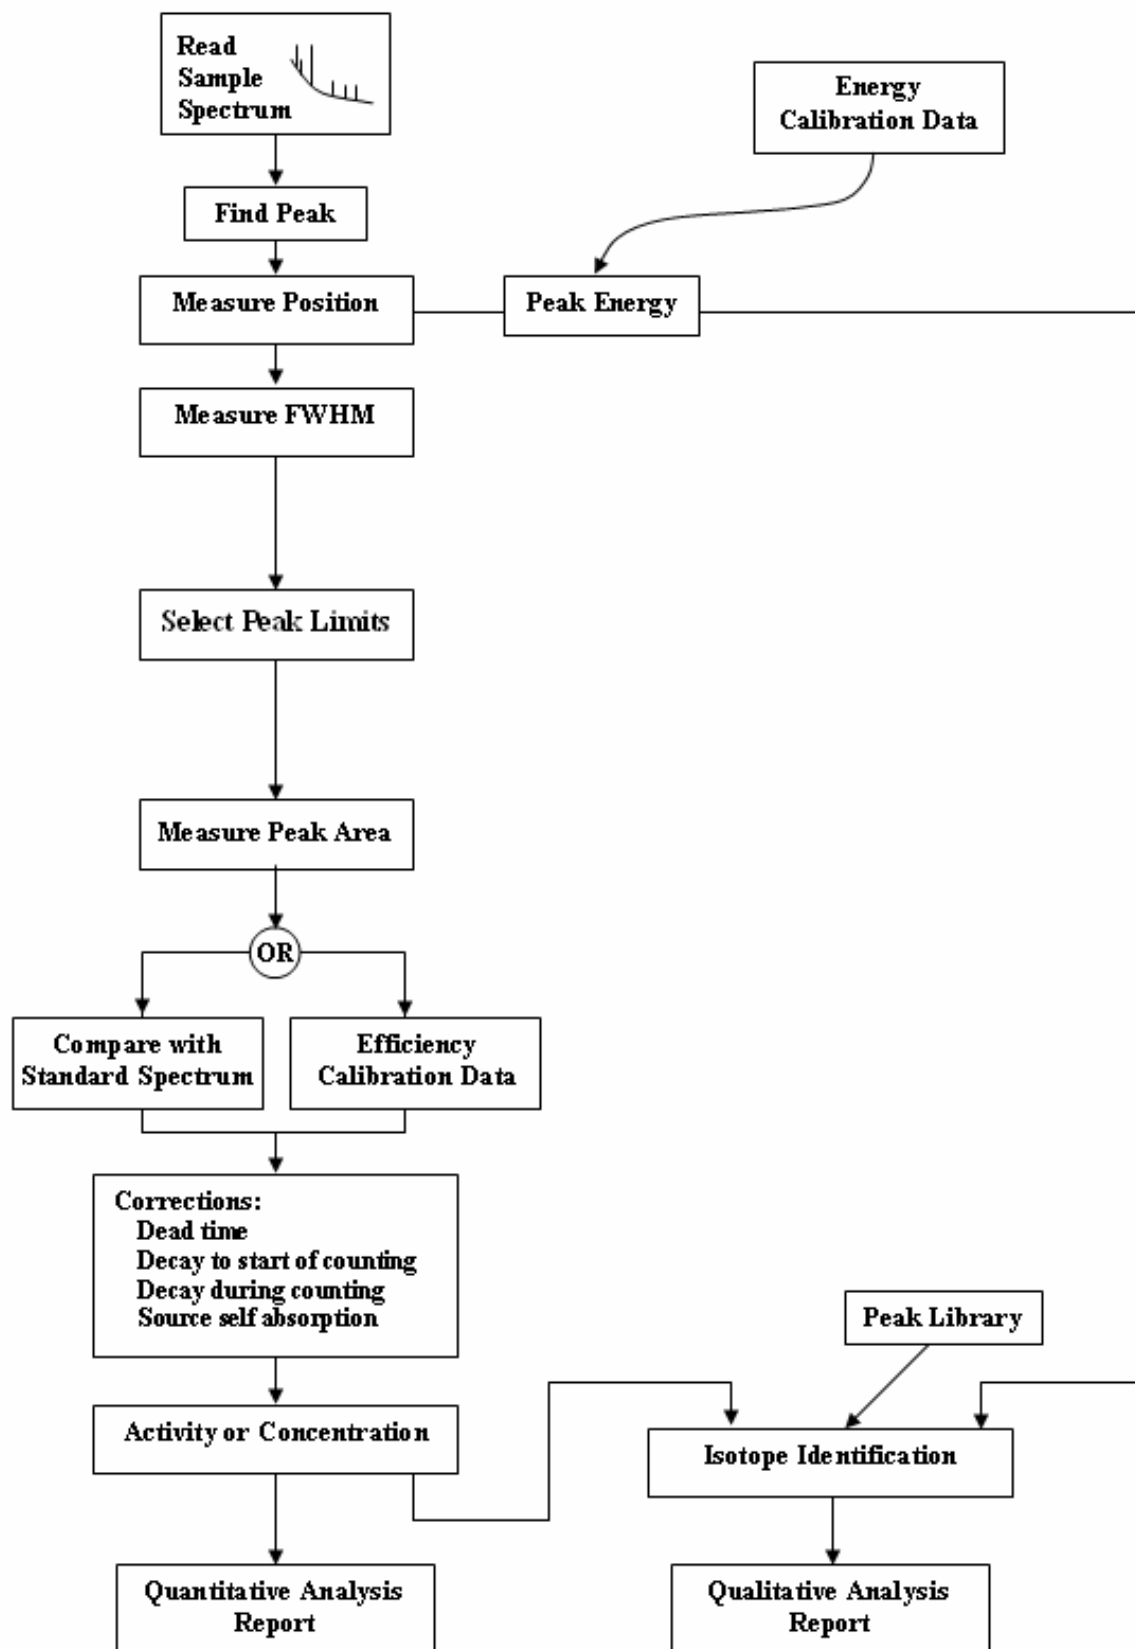 Read
Sample
Spectrum
Energy
Calibration Data
Find Peak
Measure Position
Peak Energy
Measure FWHM
Select Peak Limits
Measure Peak Area
OR
Compare with
Standard Spectrum
Efficiency
Calibration Data
Corrections:
Dead time
Decay to start of counting
Decay during counting
Source self absorption
Peak Library
Activity or Concentration
Isotope Identification
Quantitative Analysis
Report
Qualitative Analysis
Report